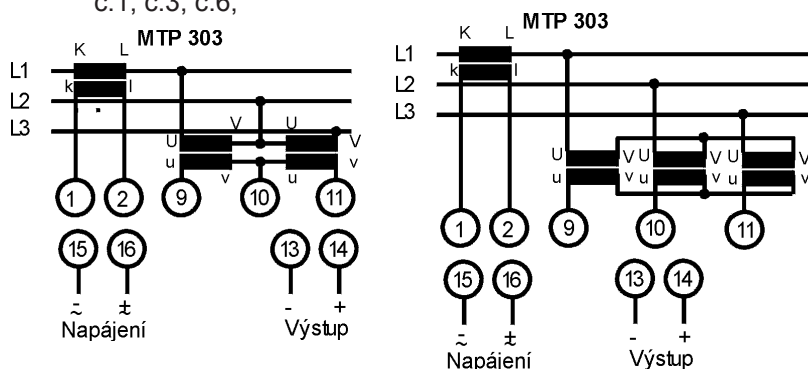 č.1, č.3, č.6,
MTP 303
K L
L1
k l
L2
L3
V U
U V
u v u v
1 2 9 10 11
15 16 13 14
~ ± - +
Napájení Výstup
MTP 303
K L
L1
k l
L2
L3
U V U V U V
u v u v u v
1 2 9 10 11
15 16 13 14
~ ± - +
Napájení Výstup